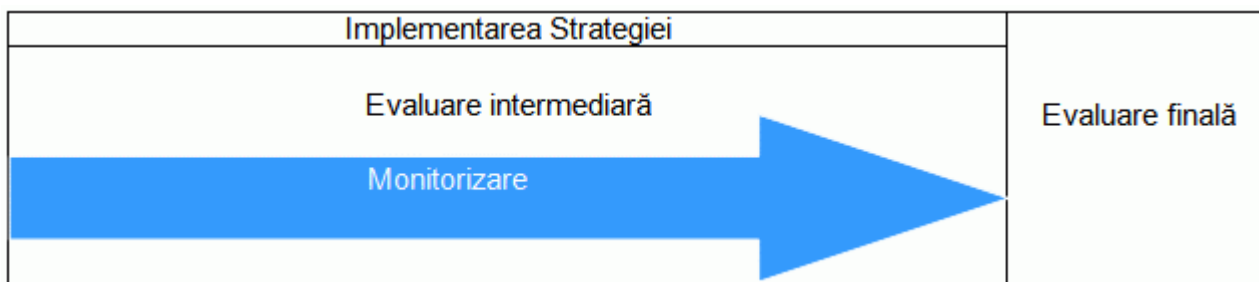 Implementarea Strategiei
Evaluare intermediară
Evaluare finală
Monitorizare